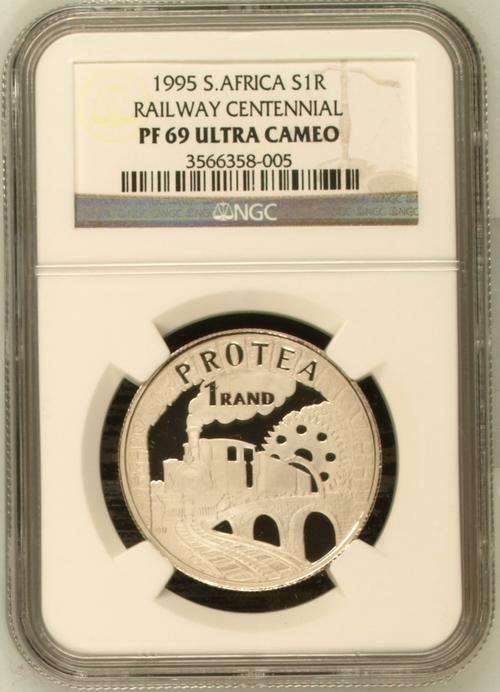 1995 S.AFRICA S1R
RAILWAY CENTENNIAL
PF 69 ULTRA CAMEO
3566358-005
NGC
PROTEA
1 RAND